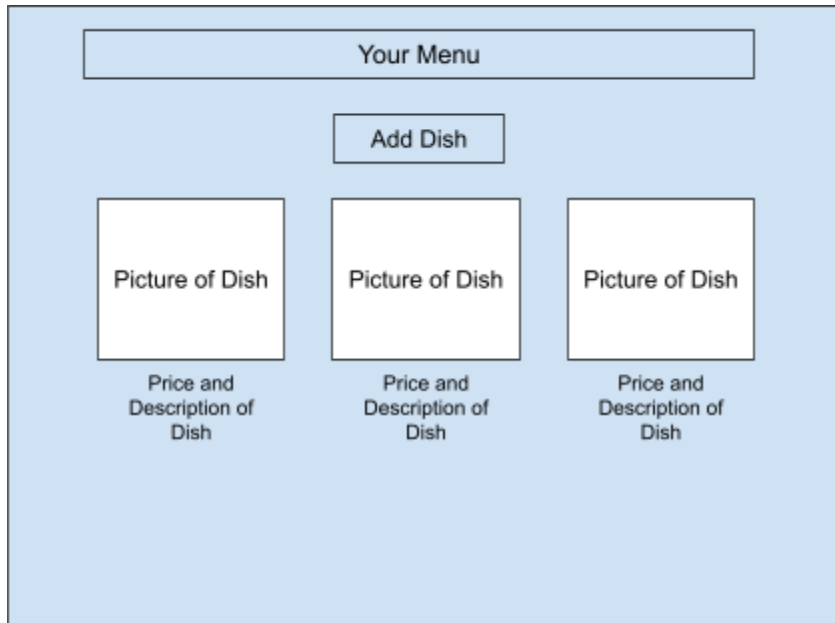 Your Menu
Add Dish
Picture of Dish
Picture of Dish
Picture of Dish
Price and
Description of
Dish
Price and
Description of
Dish
Price and
Description of
Dish